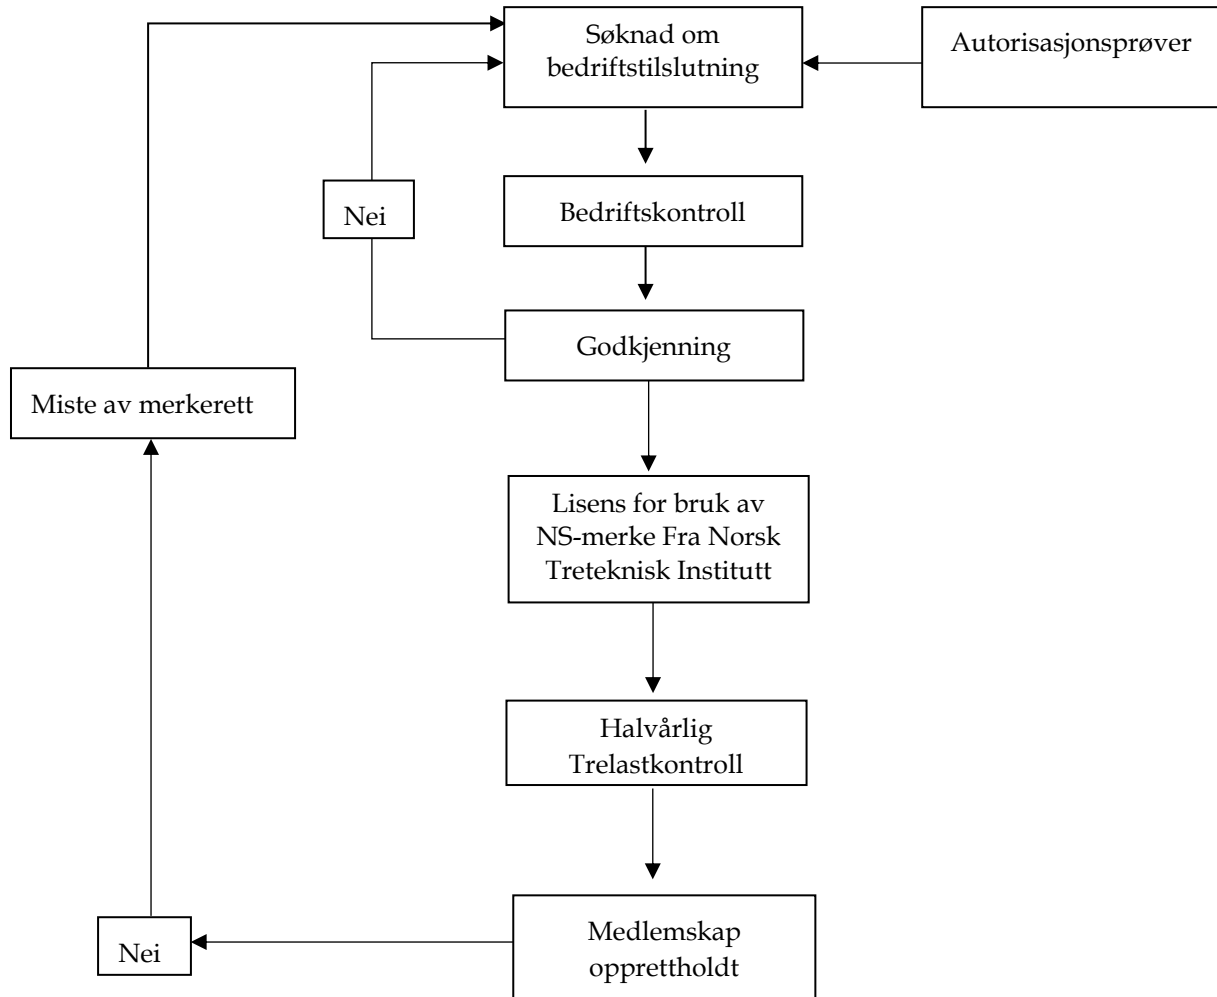 Søknad om
bedriftstilslutning
Autorisasjonsprøver
Nei
Bedriftskontroll
Godkjenning
Miste av merkerett
Lisens for bruk av
NS-merke Fra Norsk
Treteknisk Institutt
Halvårlig
Trelastkontroll
Nei
Medlemskap
opprettholdt